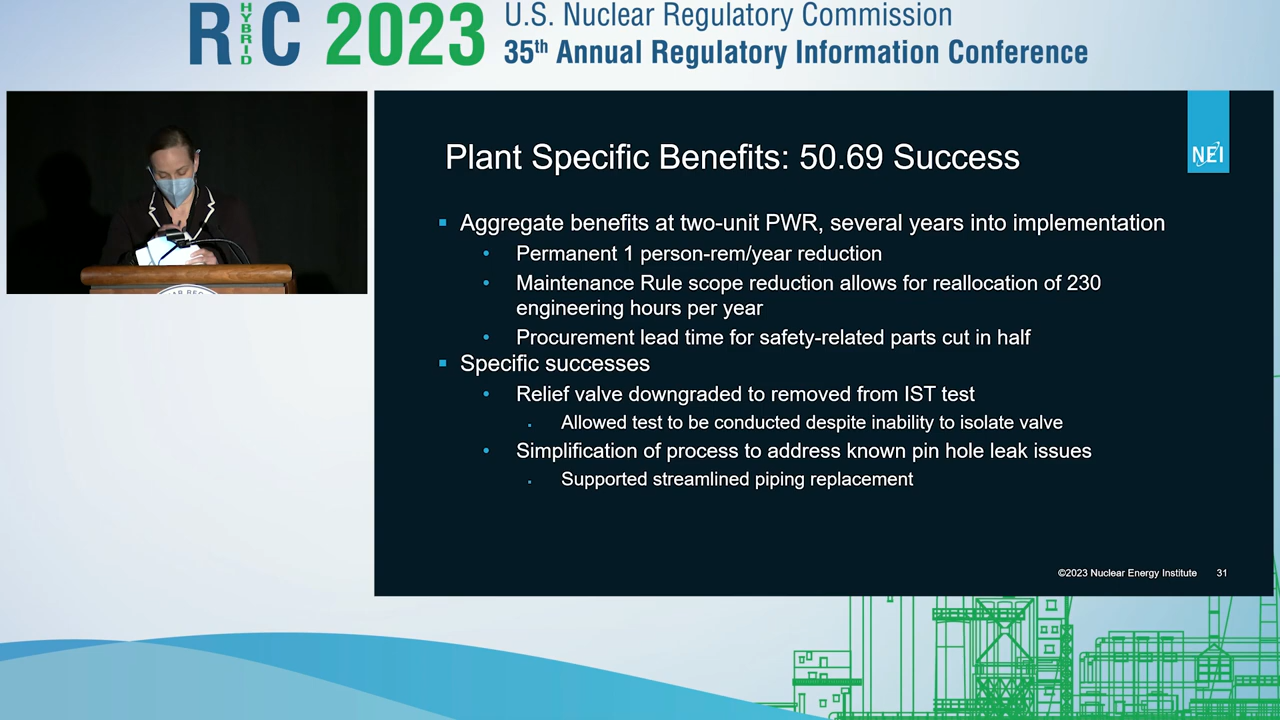 RIC 2023
HYBRID
U.S. Nuclear Regulatory Commission
35th Annual Regulatory Information Conference
NEI
Plant Specific Benefits: 50.69 Success
▪ Aggregate benefits at two-unit PWR, several years into implementation
• Permanent 1 person-rem/year reduction
• Maintenance Rule scope reduction allows for reallocation of 230
engineering hours per year
• Procurement lead time for safety-related parts cut in half
▪ Specific successes
• Relief valve downgraded to removed from IST test
▪ Allowed test to be conducted despite inability to isolate valve
• Simplification of process to address known pin hole leak issues
▪ Supported streamlined piping replacement
©2023 Nuclear Energy Institute 31